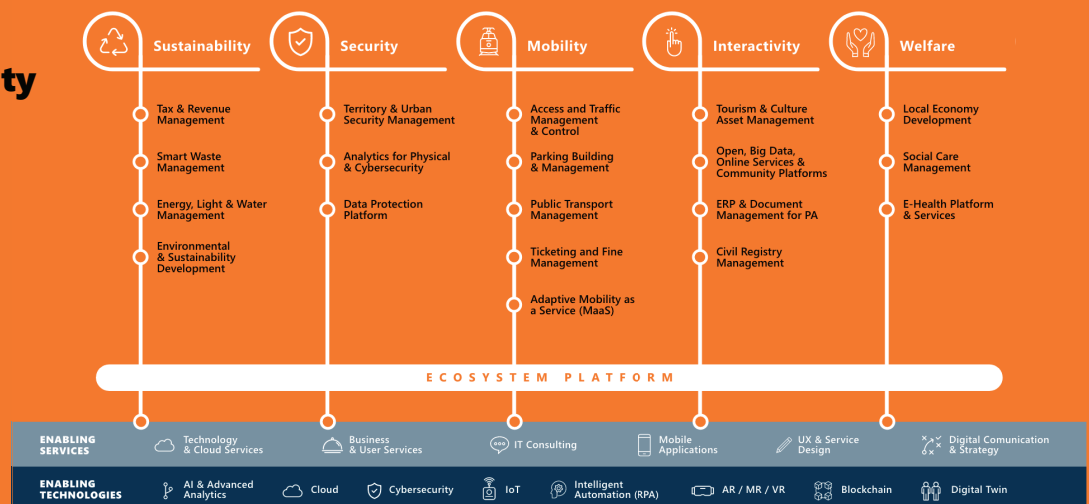 ty
Sustainability
Tax & Revenue
Management
Smart Waste
Management
Energy, Light & Water
Management
Environmental
& Sustainability
Development
Security
Territory & Urban
Security Management
Analytics for Physical
& Cybersecurity
Data Protection
Platform
Mobility
Access and Traffic
Management
& Control
Parking Building
& Management
Public Transport
Management
Ticketing and Fine
Management
Adaptive Mobility as
a Service (MaaS)
Interactivity
Tourism & Culture
Asset Management
Open, Big Data,
Online Services &
Community Platforms
ERP & Document
Management for PA
Civil Registry
Management
Welfare
Local Economy
Development
Social Care
Management
E-Health Platform
& Services
ECOSYSTEM PLATFORM
ENABLING
SERVICES
Technology
& Cloud Services
Business
& User Services
IT Consulting
Mobile
Applications
UX & Service
Design
Digital Comunication
& Strategy
ENABLING
TECHNOLOGIES
AI & Advanced
Analytics
Cloud
Cybersecurity
IoT
Intelligent
Automation (RPA)
AR / MR / VR
Blockchain
Digital Twin